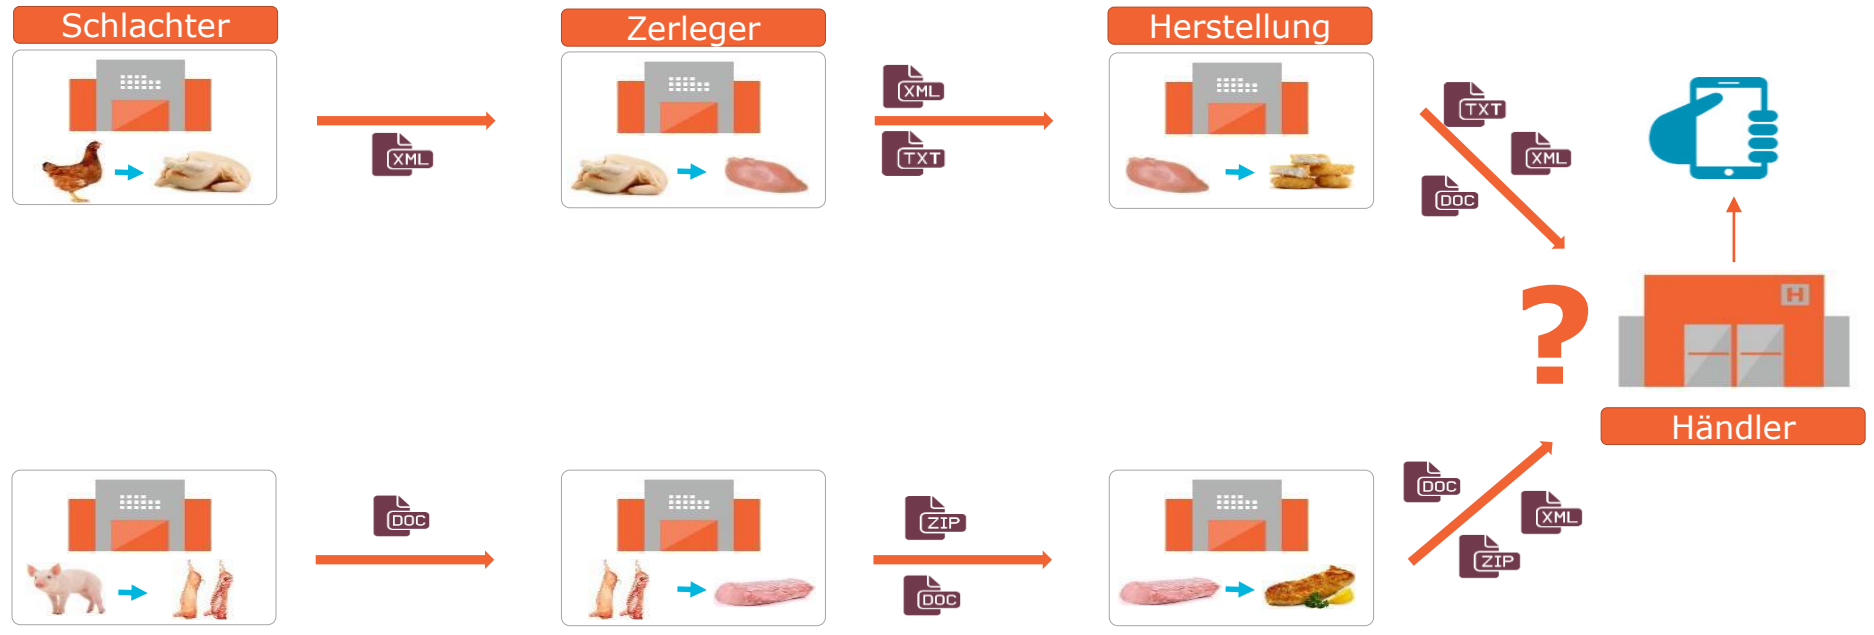 Schlachter
Zerleger
Herstellung
XML
XML
TXT
TXT
XML
DOC
?
H
Händler
DOC
ZIP
DOC
DOC
XML
ZIP